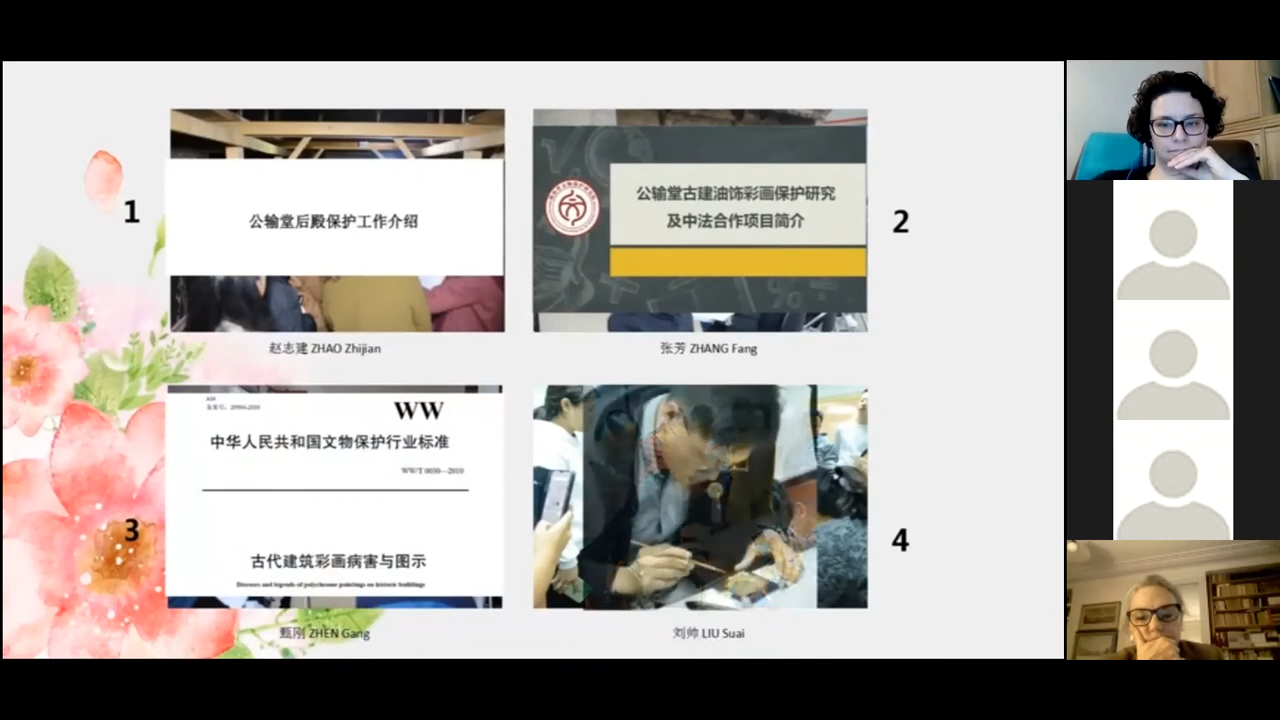 1
公输堂后殿保护工作介绍
赵志建 ZHAO Zhijian
公输堂古建油饰彩画保护研究
及中法合作项目简介
2
张芳 ZHANG Fang
3
WW
中华人民共和国文物保护行业标准
WW/T 0030—2010
古代建筑彩画病害与图示
Diseases and legends of polychrome paintings on historic buildings
甄刚 ZHEN Gang
4
刘帅 LIU Suai